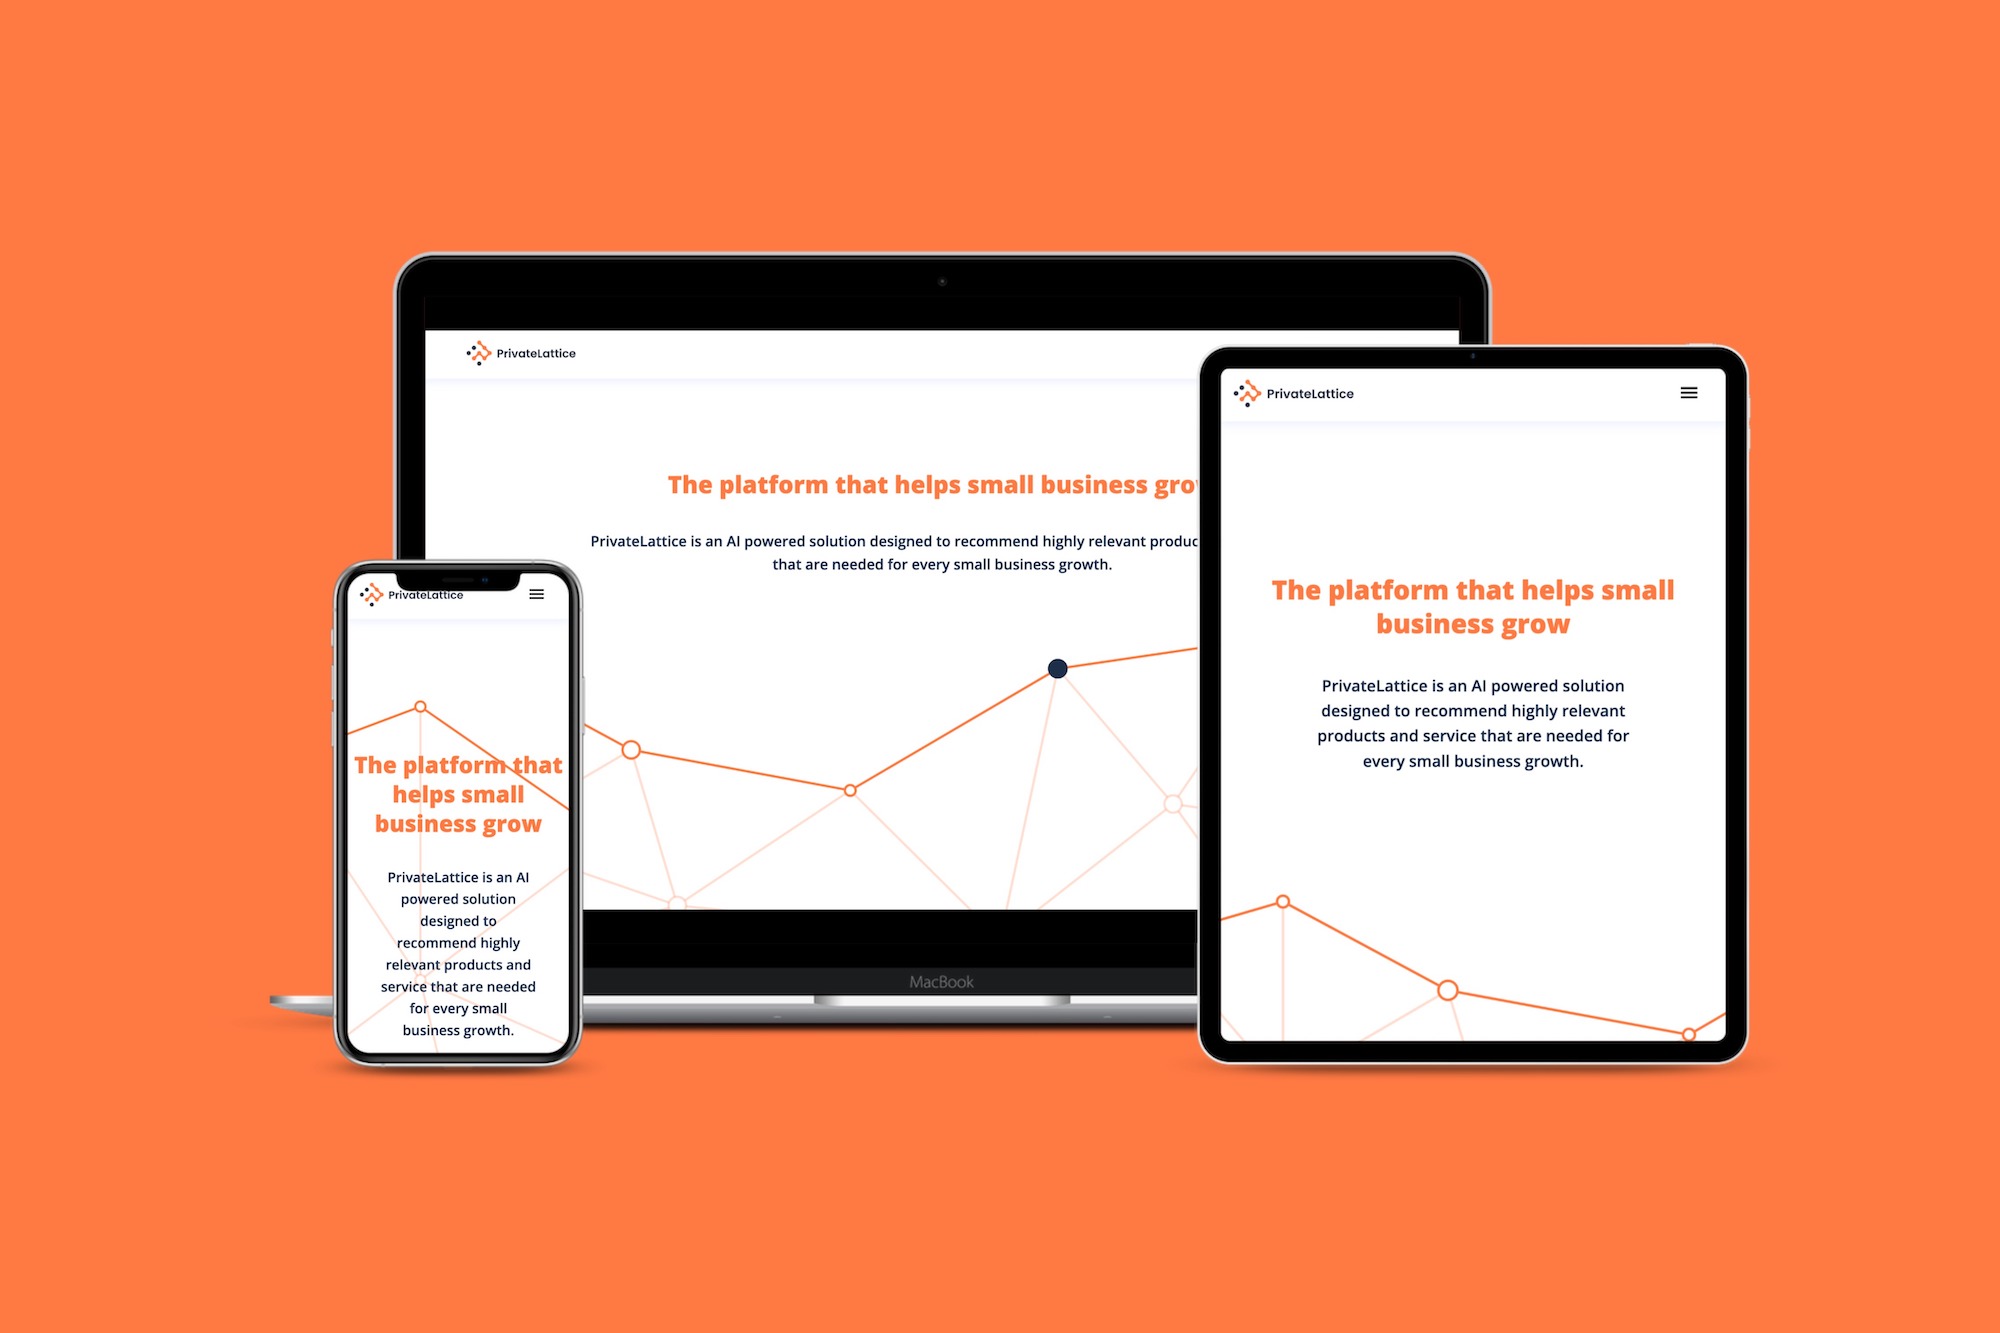 PrivateLattice
The platform that helps small business
PrivateLattice is an AI powered solution designed to recommend highly relevant
that are needed for every small business growth.
MacBook
PrivateLattice
The platform that
helps small
business grow
PrivateLattice is an AI
powered solution
designed to
recommend highly
relevant products and
service that are needed
for every small
business growth.
PrivateLattice
The platform that helps small
business grow
PrivateLattice is an AI powered solution
designed to recommend highly relevant
products and service that are needed for
every small business growth.